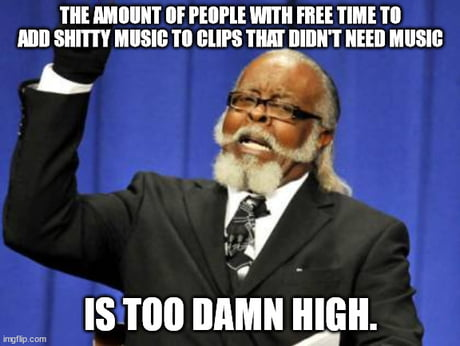 THE AMOUNT OF PEOPLE WITH FREE TIME TO
ADD SHITTY MUSIC TO CLIPS THAT DIDN'T NEED MUSIC
IS TOO DAMN HIGH.
imgflip.com